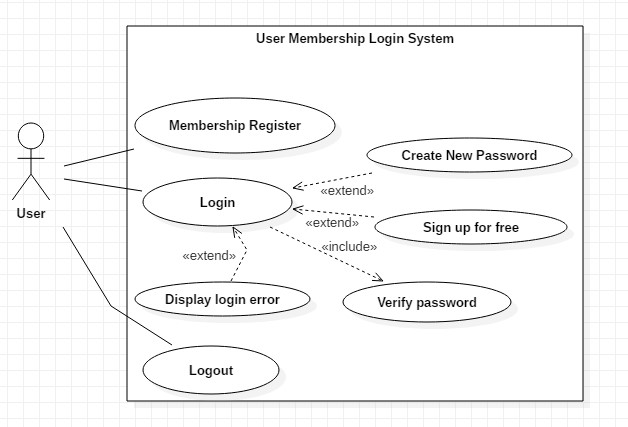 User Membership Login System
Membership Register
Create New Password
«extend»
User
Login
«extend»
Sign up for free
«include»
«extend»
Display login error
Verify password
Logout